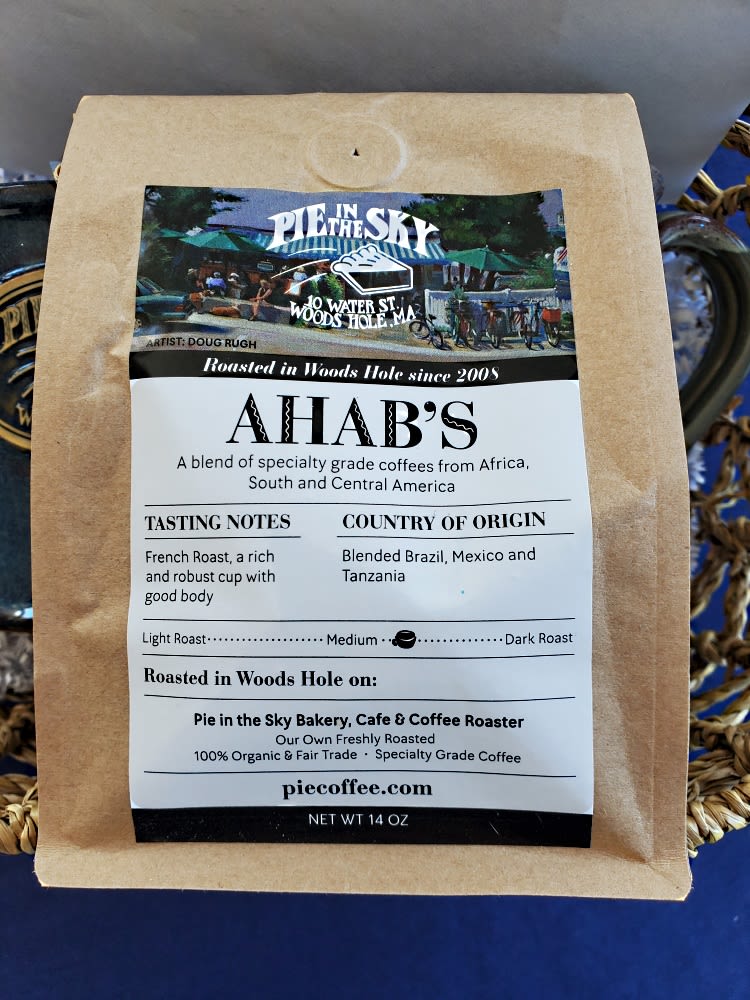 PIE IN THE SKY
10 WATER ST.
WOODS HOLE, MA
ARTIST: DOUG RUGH
Roasted in Woods Hole since 2008
AHAB'S
A blend of specialty grade coffees from Africa,
South and Central America
TASTING NOTES
French Roast, a rich
and robust cup with
good body
COUNTRY OF ORIGIN
Blended Brazil, Mexico and
Tanzania
Light Roast Medium Dark Roast
Roasted in Woods Hole on:
Pie in the Sky Bakery, Cafe & Coffee Roaster
Our Own Freshly Roasted
100% Organic & Fair Trade · Specialty Grade Coffee
piecoffee.com
NET WT 14 OZ